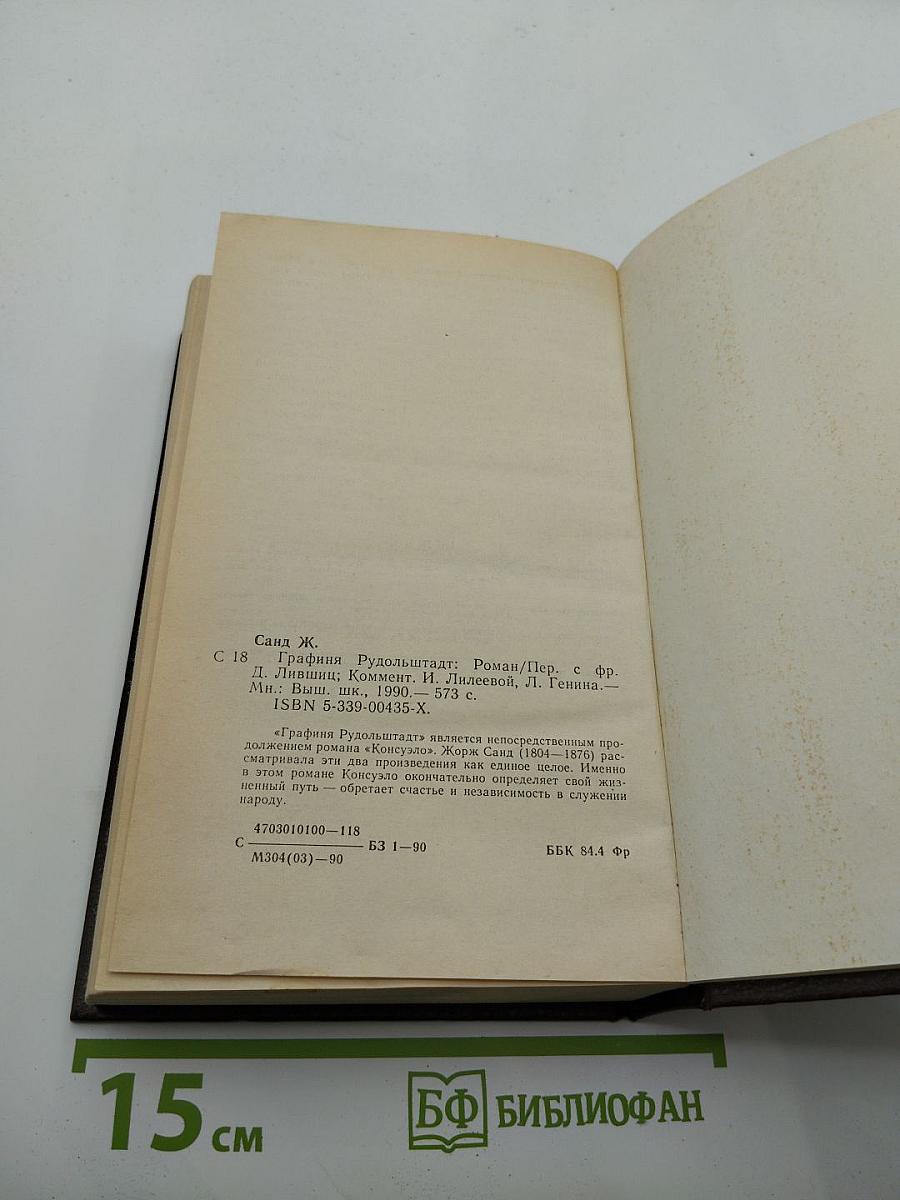 Санд Ж.
С 18 Графиня Рудольштадт: Роман/Пер. с фр.
Д. Лившиц; Коммент. И. Лилеевой, Л. Генина.—
Мн.: Выш. шк., 1990.— 573 с.
ISBN 5-339-00435-X.
«Графиня Рудольштадт» является непосредственным про-
должением романа «Консуэло». Жорж Санд (1804—1876) рас-
сматривала эти два произведения как единое целое. Именно
в этом романе Консуэло окончательно определяет свой жиз-
ненный путь — обретает счастье и независимость в служении
народу.
4703010100—118
С БЗ 1—90
М304(03)—90
ББК 84.4 Фр
15 см
БФ БИБЛИОФАН